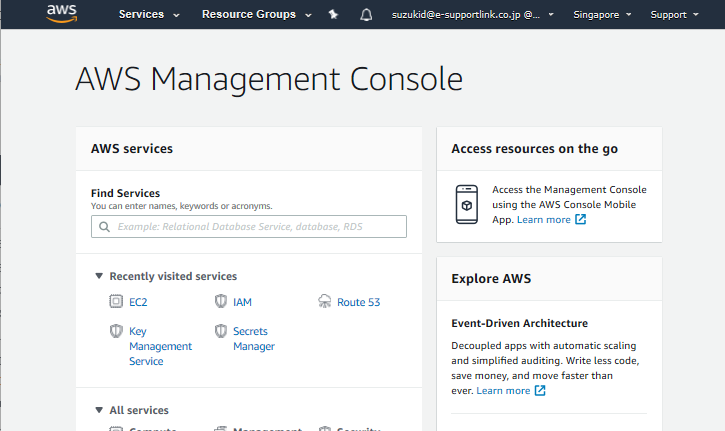 aws Services Resource Groups suzukid@e-supportlink.co.jp @... Singapore Support
AWS Management Console
AWS services
Find Services
You can enter names, keywords or acronyms.
Example: Relational Database Service, database, RDS
Recently visited services
EC2 IAM Route 53
Key Management Service
Secrets Manager
All services
Compute Management Security
Access resources on the go
Access the Management Console
using the AWS Console Mobile
App. Learn more
Explore AWS
Event-Driven Architecture
Decoupled apps with automatic scaling
and simplified auditing. Write less code,
save money, and move faster than
ever. Learn more